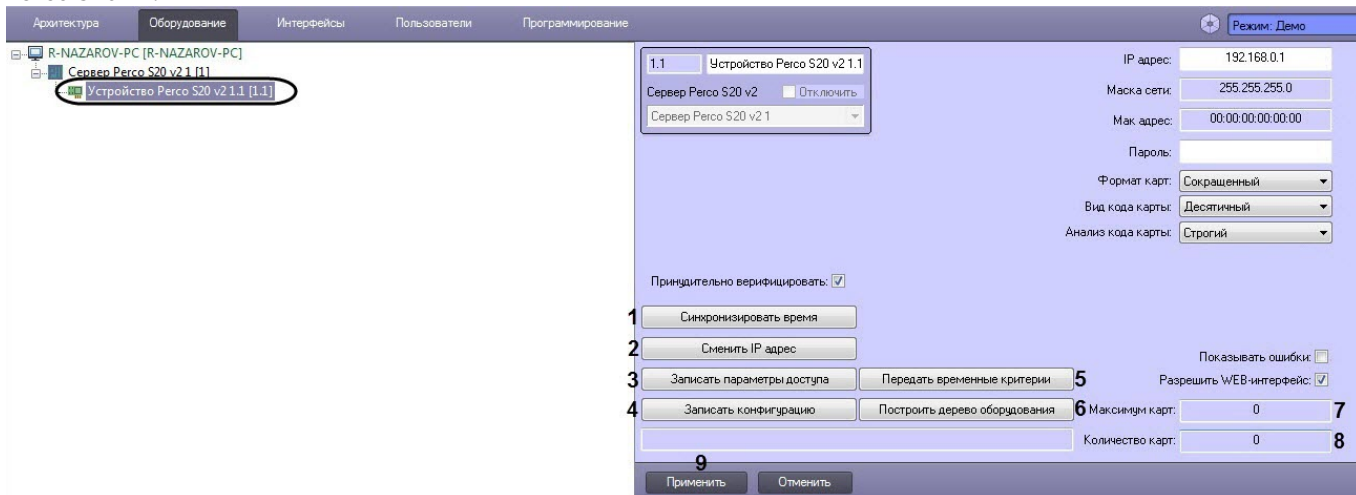 Архитектура Оборудование Интерфейсы Пользователи Программирование Режим: Демо
R-NAZAROV-PC [R-NAZAROV-PC]
Сервер Perco S20 v2 1 [1]
Устройство Perco S20 v2 1.1 [1.1]
1.1 Устройство Perco S20 v2 1.1
Сервер Perco S20 v2 Отключить
Сервер Perco S20 v2 1
IP адрес: 192.168.0.1
Маска сети: 255.255.255.0
Мак адрес: 00:00:00:00:00:00
Пароль:
Формат карт: Сокращенный
Вид кода карты: Десятичный
Анализ кода карты: Строгий
Принудительно верифицировать:
1 Синхронизировать время
2 Сменить IP адрес
Показывать ошибки:
3 Записать параметры доступа Передать временные критерии 5 Разрешить WEB-интерфейс:
4 Записать конфигурацию Построить дерево оборудования 6 Максимум карт: 0 7
Количество карт: 0 8
9
Применить Отменить